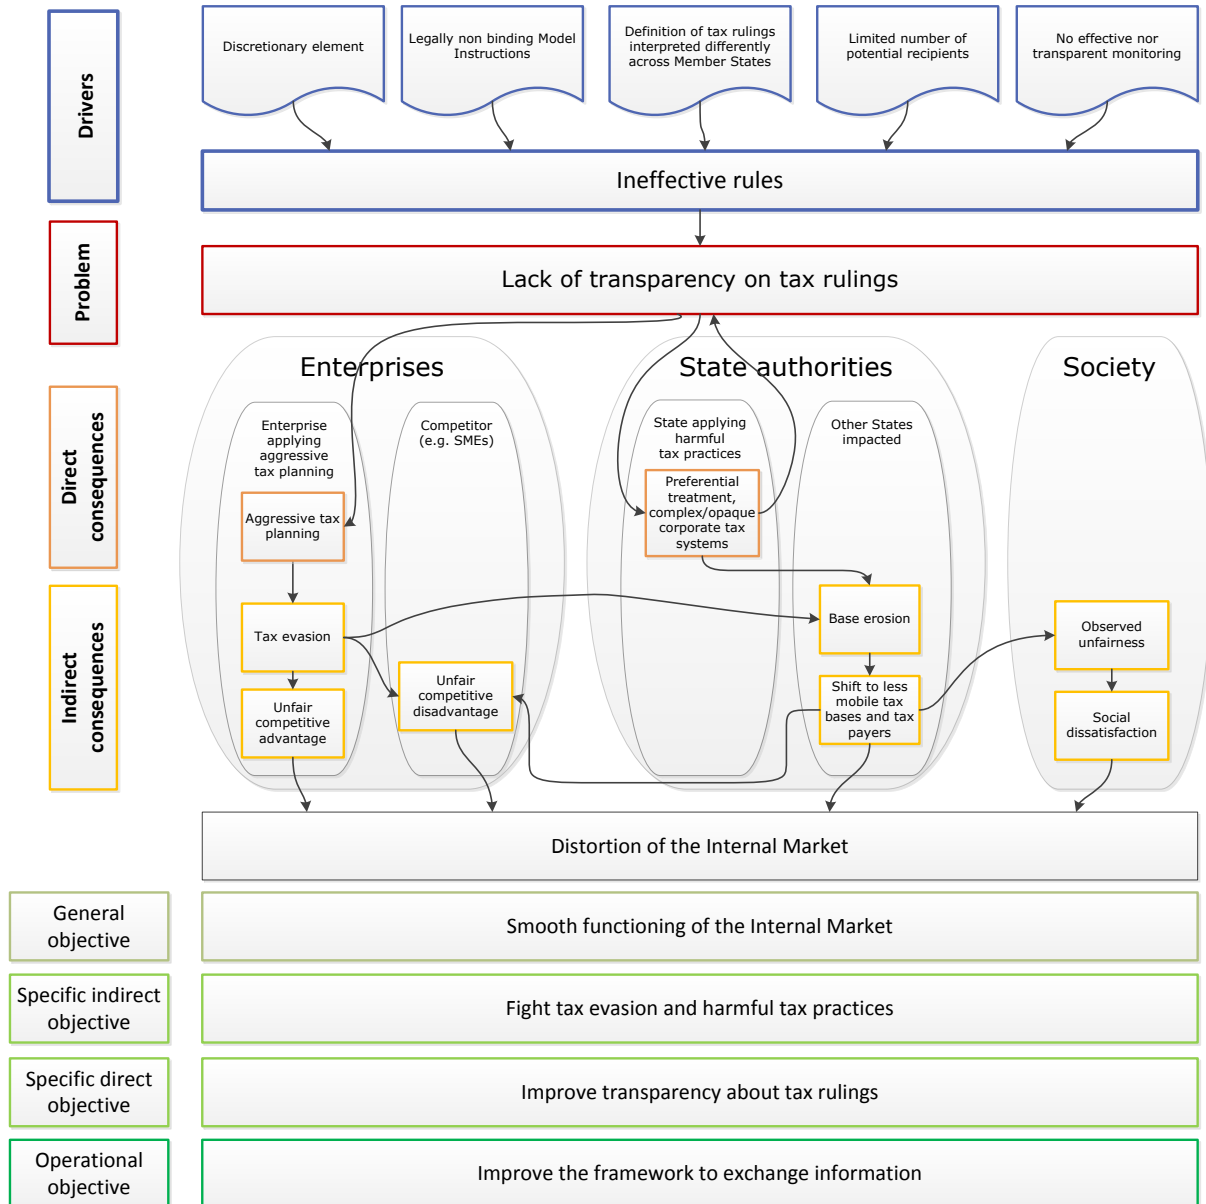 Drivers
Discretionary element
Legally non binding Model
Instructions
Definition of tax rulings
interpreted differently
across Member States
Limited number of
potential recipients
No effective nor
transparent monitoring
Ineffective rules
Problem
Lack of transparency on tax rulings
Enterprises
State authorities
Society
Direct
consequences
Enterprise
applying
aggressive
tax planning
Competitor
(e.g. SMEs)
State applying
harmful
tax practices
Other States
impacted
Aggressive tax
planning
Preferential
treatment,
complex/opaque
corporate tax
systems
Indirect
consequences
Tax evasion
Base erosion
Observed
unfairness
Unfair
competitive
advantage
Unfair
competitive
disadvantage
Shift to less
mobile tax
bases and tax
payers
Social
dissatisfaction
Distortion of the Internal Market
General
objective
Smooth functioning of the Internal Market
Specific indirect
objective
Fight tax evasion and harmful tax practices
Specific direct
objective
Improve transparency about tax rulings
Operational
objective
Improve the framework to exchange information